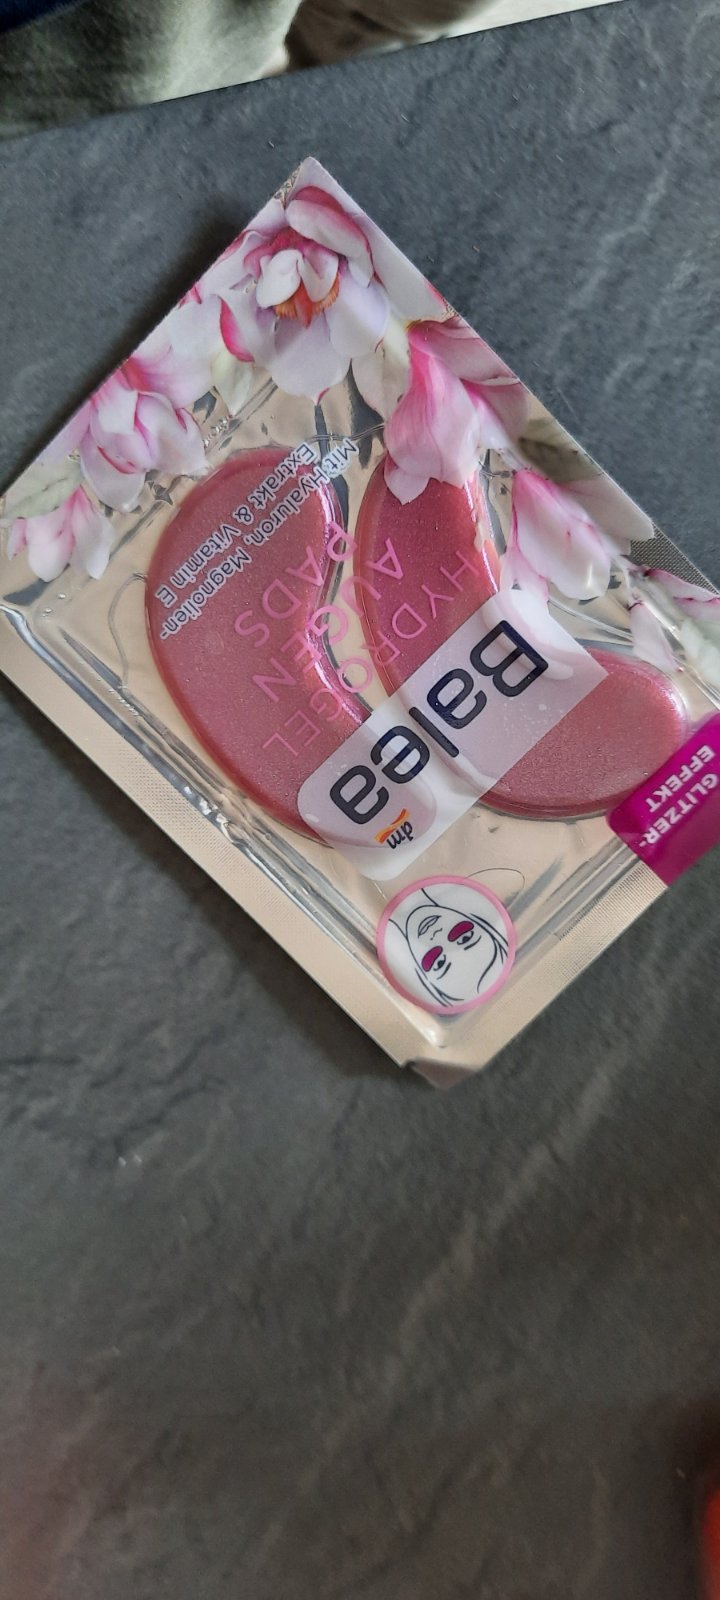 Balea
dm
HYDROGEL
AUGEN
PADS
Mit Hyaluron, Magnolien-
Extrakt & Vitamin E
GLITZER-
EFFEKT